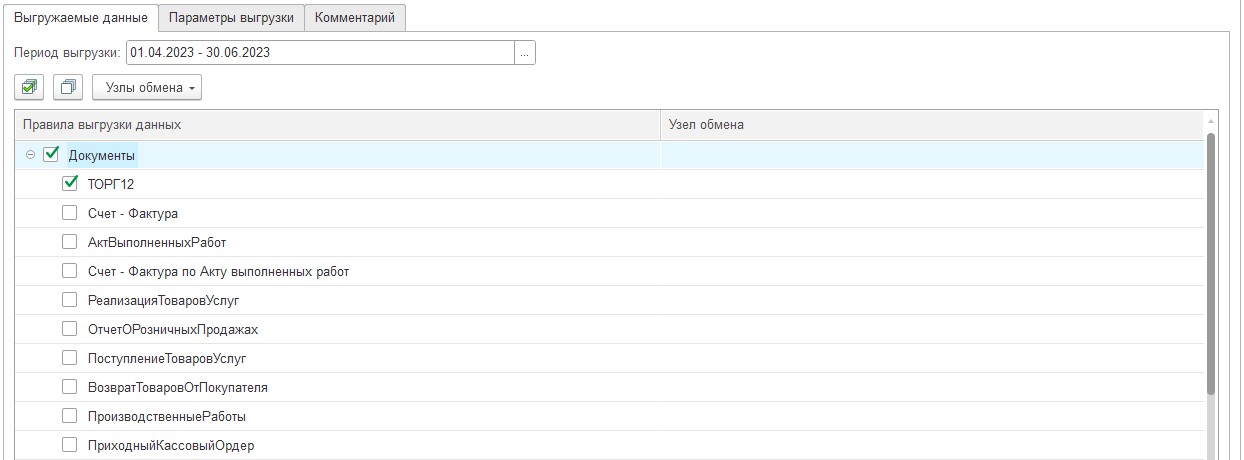 Выгружаемые данные Параметры выгрузки Комментарий
Период выгрузки: 01.04.2023 - 30.06.2023 ...
Узлы обмена
Правила выгрузки данных Узел обмена
Документы
ТОРГ12
Счет - Фактура
АктВыполненныхРабот
Счет - Фактура по Акту выполненных работ
РеализацияТоваровУслуг
ОтчетОРозничныхПродажах
ПоступлениеТоваровУслуг
ВозвратТоваровОтПокупателя
ПроизводственныеРаботы
ПриходныйКассовыйОрдер